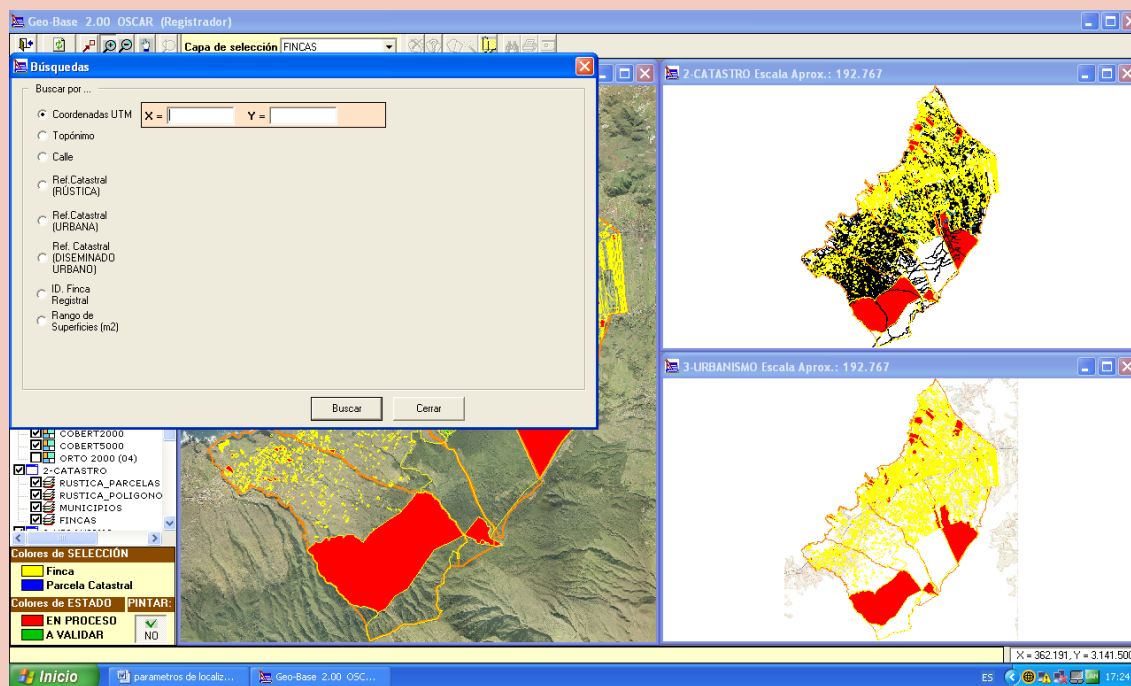 Geo-Base 2.00 OSCAR (Registrador)
Capa de selección FINCAS
Búsquedas
Buscar por ...
Coordenadas UTM X = Y =
Topónimo
Calle
Ref.Catastral
(RÚSTICA)
Ref.Catastral
(URBANA)
Ref. Catastral
(DISEMINADO
URBANO)
ID. Finca
Registral
Rango de
Superficies (m2)
Buscar Cerrar
2-CATASTRO Escala Aprox.: 192.767
3-URBANISMO Escala Aprox.: 192.767
COBERT2000
COBERT5000
ORTO 2000 (04)
2-CATASTRO
RUSTICA_PARCELAS
RUSTICA_POLIGONO
MUNICIPIOS
FINCAS
Colores de SELECCIÓN
Finca
Parcela Catastral
Colores de ESTADO PINTAR:
EN PROCESO
A VALIDAR
NO
X = 362.191, Y = 3.141.500
Inicio
parametros de localiz...
Geo-Base 2.00 OSC...
ES
17:24